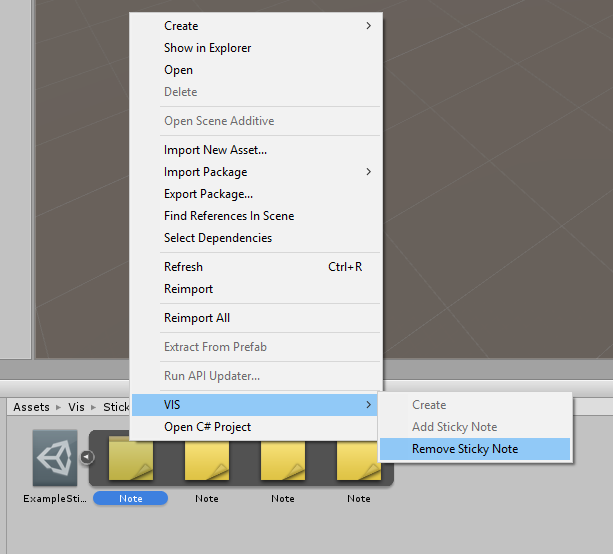 Create
Show in Explorer
Open
Delete
Open Scene Additive
Import New Asset...
Import Package
Export Package...
Find References In Scene
Select Dependencies
Refresh Ctrl+R
Reimport
Reimport All
Extract From Prefab
Run API Updater...
VIS
Open C# Project
Create
Add Sticky Note
Remove Sticky Note
Assets ▸ Vis ▸ Stick
ExampleSti... Note Note Note Note